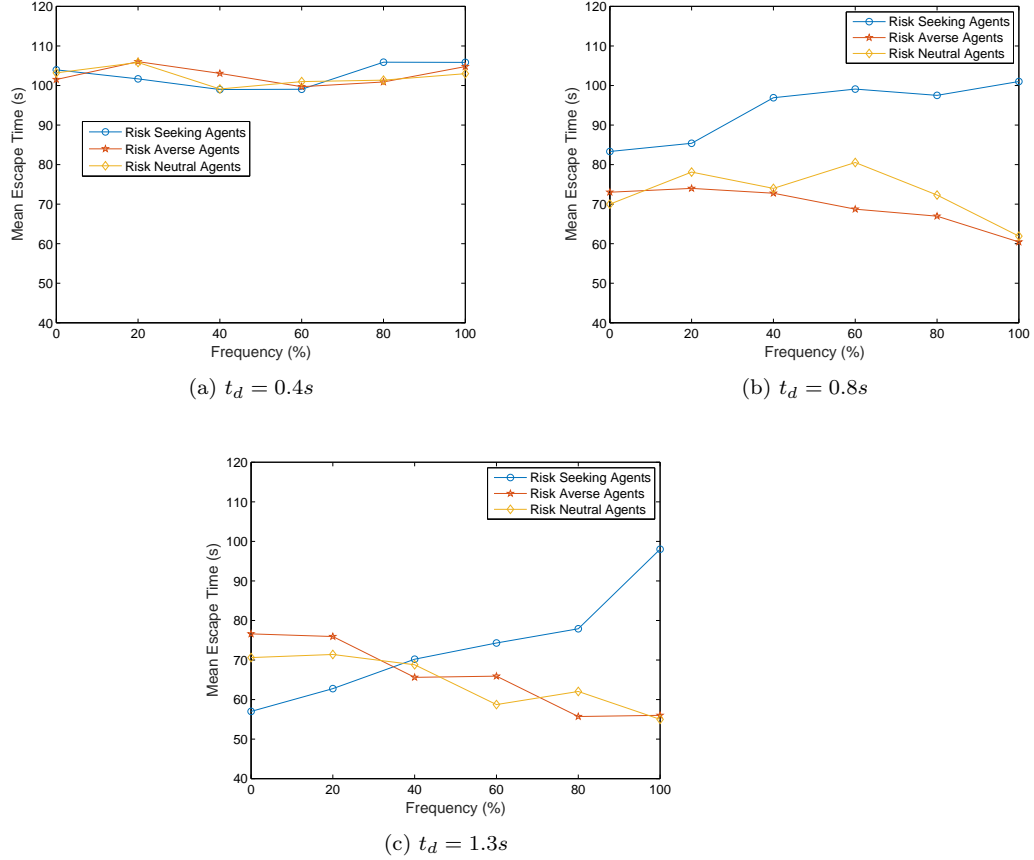 120
110
100
90
80
70
60
50
40
Mean Escape Time (s)
Risk Seeking Agents
Risk Averse Agents
Risk Neutral Agents
0 20 40 60 80 100
Frequency (%)
(a) t_d = 0.4s
120
110
100
90
80
70
60
50
40
Mean Escape Time (s)
Risk Seeking Agents
Risk Averse Agents
Risk Neutral Agents
0 20 40 60 80 100
Frequency (%)
(b) t_d = 0.8s
120
110
100
90
80
70
60
50
40
Mean Escape Time (s)
Risk Seeking Agents
Risk Averse Agents
Risk Neutral Agents
0 20 40 60 80 100
Frequency (%)
(c) t_d = 1.3s